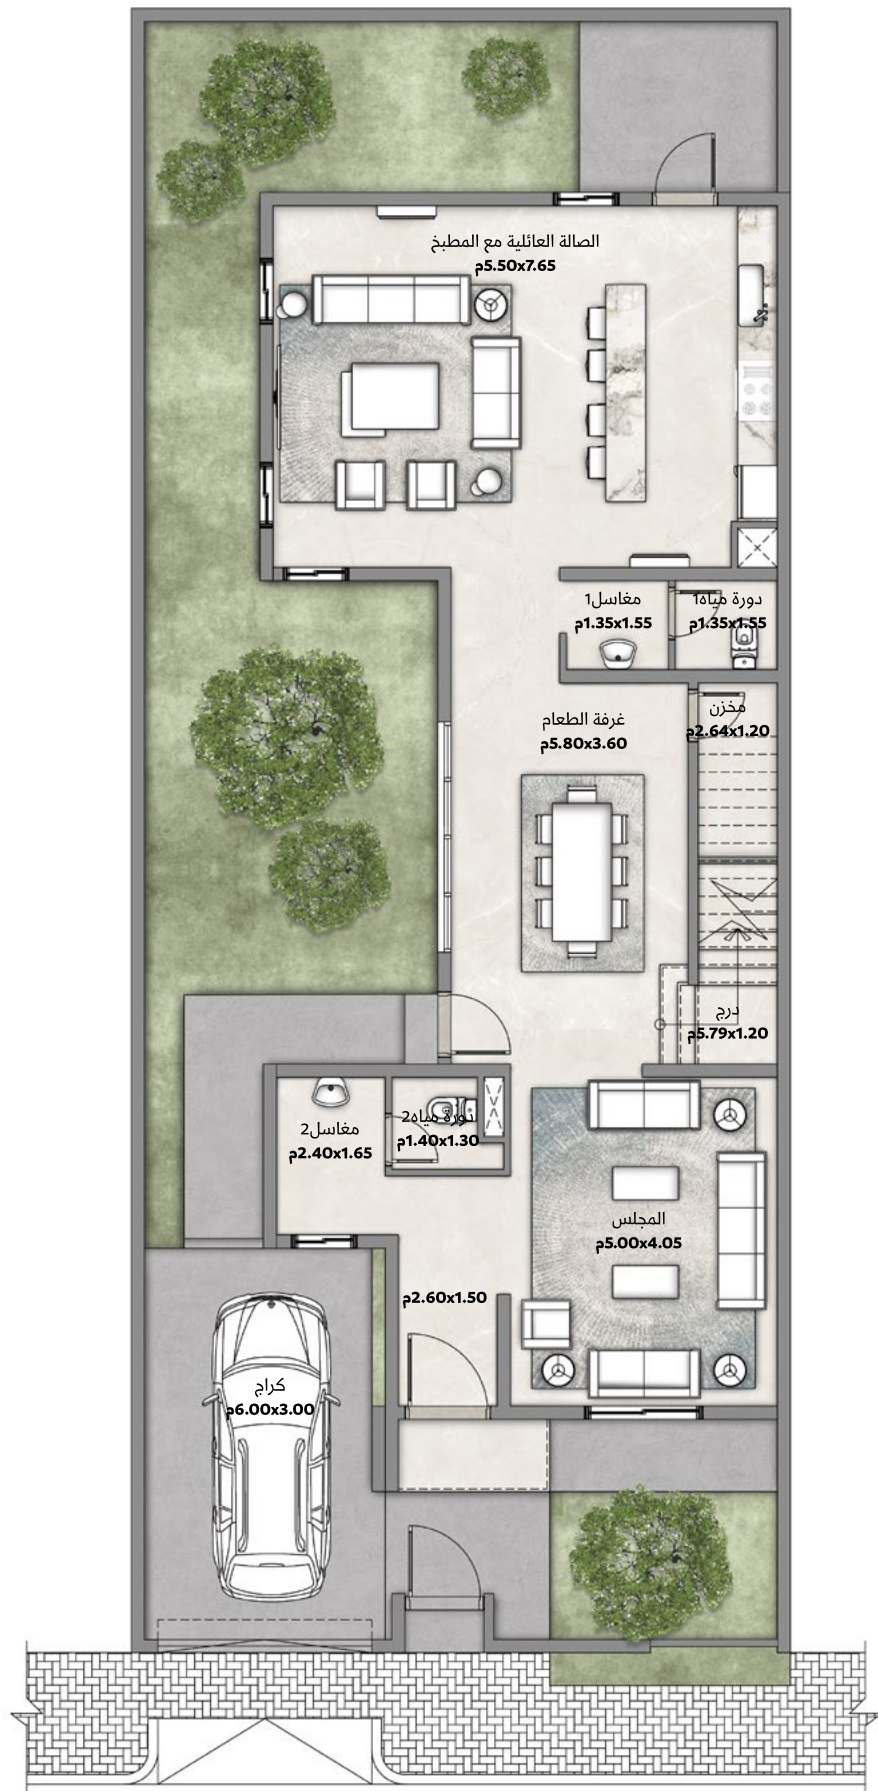 الصالة العائلية مع المطبخ
5.50x7.65م
مغاسل1
1.35x1.55م
دورة مياه1
1.35x1.55م
مخزن
2.64x1.20م
غرفة الطعام
5.80x3.60م
درج
5.79x1.20م
مغاسل2
2.40x1.65م
دورة مياه2
1.40x1.30م
المجلس
5.00x4.05م
2.60x1.50م
كراج
6.00x3.00م